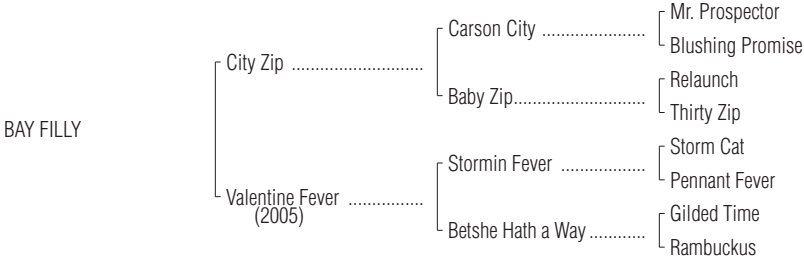 Mr. Prospector
Carson City ......................
Blushing Promise
City Zip ............................
Relaunch
Baby Zip............................
Thirty Zip
BAY FILLY
Storm Cat
Stormin Fever ..................
Pennant Fever
Valentine Fever ................
(2005)
Gilded Time
Betshe Hath a Way ............
Rambuckus